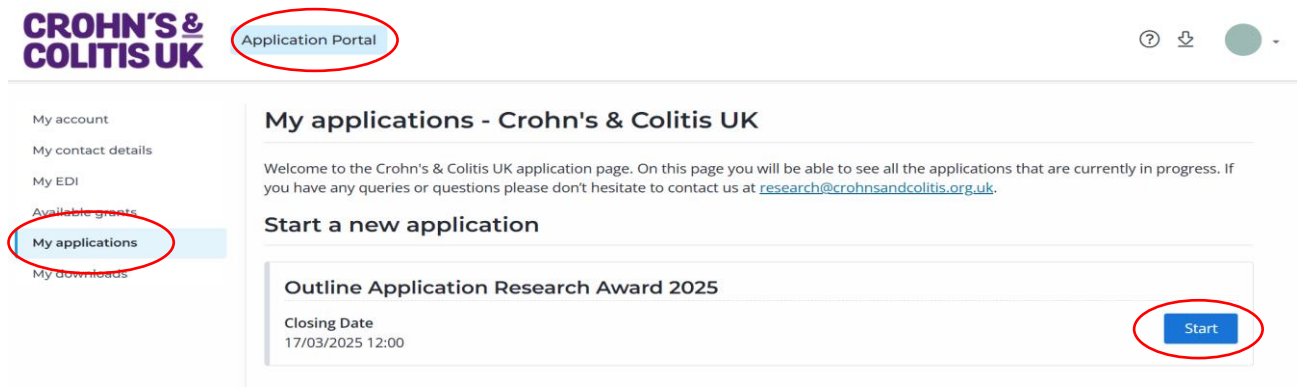 CROHN'S &
COLITIS UK
Application Portal
My account
My contact details
My EDI
Available grants
My applications
My downloads
My applications - Crohn's & Colitis UK
Welcome to the Crohn's & Colitis UK application page. On this page you will be able to see all the applications that are currently in progress. If
you have any queries or questions please don't hesitate to contact us at research@crohnsandcolitis.org.uk.
Start a new application
Outline Application Research Award 2025
Closing Date
17/03/2025 12:00
Start